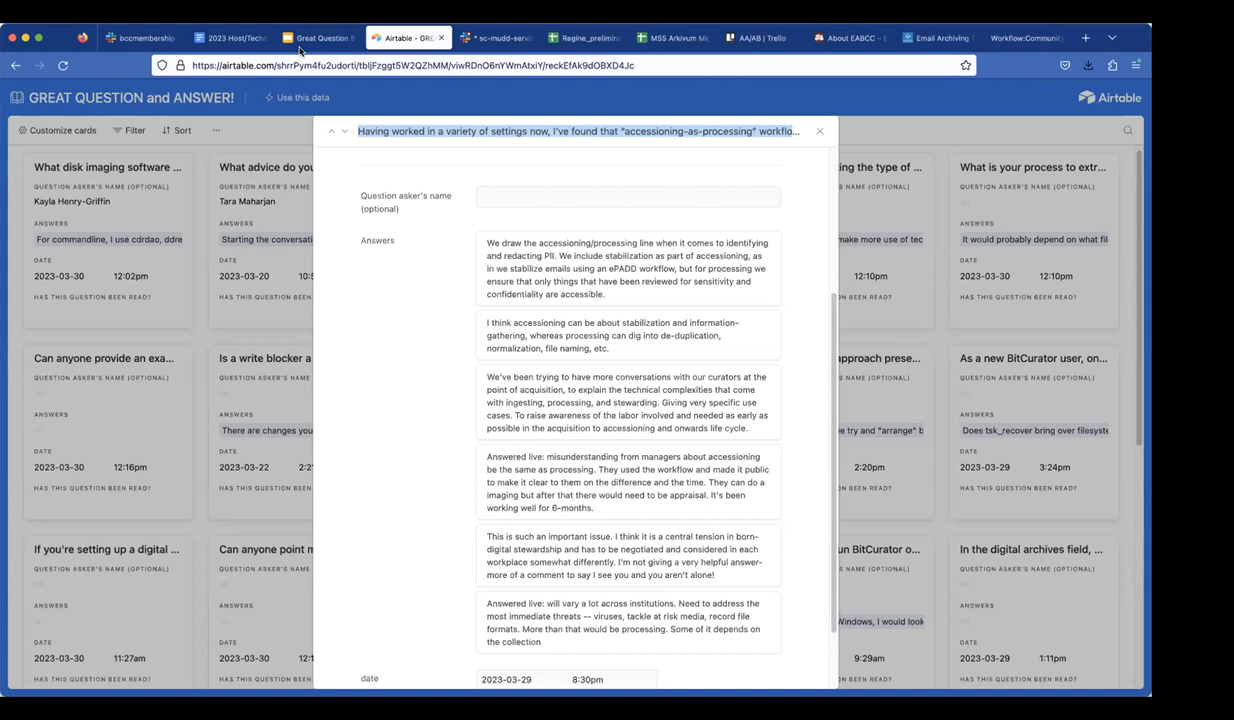 bccmembership
2023 Host/Tech
Great Question B
Airtable - GRE
* sc-mudd-servi
Regine_prelimin
MSS Arkivum Mi
AA/AB | Trello
About EABCC –
Email Archiving
Workflow:Community
https://airtable.com/shrrPym4fu2udorti/tbljFzggt5W2QZhMM/viwRDnO6nYWmAtxiY/reckEfAk9dOBXD4Jc
GREAT QUESTION and ANSWER!
Use this data
Airtable
Customize cards
Filter
Sort
...
Having worked in a variety of settings now, I've found that "accessioning-as-processing" workflo...
What disk imaging software ...
QUESTION ASKER'S NAME (OPTIONAL)
Kayla Henry-Griffin
ANSWERS
For commandline, I use cdrdao, ddre
DATE
2023-03-30 12:02pm
HAS THIS QUESTION BEEN READ?
What advice do you
QUESTION ASKER'S NAME
Tara Maharjan
ANSWERS
Starting the conversati
DATE
2023-03-20 10:5
HAS THIS QUESTION BEEN
Question asker's name
(optional)
Answers
We draw the accessioning/processing line when it comes to identifying
and redacting PII. We include stabilization as part of accessioning, as
in we stabilize emails using an ePADD workflow, but for processing we
ensure that only things that have been reviewed for sensitivity and
confidentiality are accessible.
I think accessioning can be about stabilization and information-
gathering, whereas processing can dig into de-duplication,
normalization, file naming, etc.
We've been trying to have more conversations with our curators at the
point of acquisition, to explain the technical complexities that come
with ingesting, processing, and stewarding. Giving very specific use
cases. To raise awareness of the labor involved and needed as early as
possible in the acquisition to accessioning and onwards life cycle.
Answered live: misunderstanding from managers about accessioning
be the same as processing. They used the workflow and made it public
to make it clear to them on the difference and the time. They can do a
imaging but after that there would need to be appraisal. It's been
working well for 6-months.
This is such an important issue. I think it is a central tension in born-
digital stewardship and has to be negotiated and considered in each
workplace somewhat differently. I'm not giving a very helpful answer-
more of a comment to say I see you and you aren't alone!
Answered live: will vary a lot across institutions. Need to address the
most immediate threats -- viruses, tackle at risk media, record file
formats. More than that would be processing. Some of it depends on
the collection
date
2023-03-29 8:30pm
ing the type of ...
NAME (OPTIONAL)
make more use of tec
12:10pm
ON BEEN READ?
What is your process to extr...
QUESTION ASKER'S NAME (OPTIONAL)
ANSWERS
It would probably depend on what fil
DATE
2023-03-30 12:10pm
HAS THIS QUESTION BEEN READ?
Can anyone provide an exa...
QUESTION ASKER'S NAME (OPTIONAL)
ANSWERS
DATE
2023-03-30 12:16pm
HAS THIS QUESTION BEEN READ?
Is a write blocker a
QUESTION ASKER'S NAME
ANSWERS
There are changes you
DATE
2023-03-22 2:21
HAS THIS QUESTION BEEN
approach prese...
NAME (OPTIONAL)
e try and "arrange" b
2:20pm
ON BEEN READ?
As a new BitCurator user, on...
QUESTION ASKER'S NAME (OPTIONAL)
ANSWERS
Does tsk_recover bring over filesyste
DATE
2023-03-29 3:24pm
HAS THIS QUESTION BEEN READ?
If you're setting up a digital ...
QUESTION ASKER'S NAME (OPTIONAL)
ANSWERS
DATE
2023-03-30 11:27am
HAS THIS QUESTION BEEN READ?
Can anyone point m
QUESTION ASKER'S NAME
ANSWERS
DATE
2023-03-30 12:1
HAS THIS QUESTION BEEN
un BitCurator o...
NAME (OPTIONAL)
Windows, I would look
9:29am
ON BEEN READ?
In the digital archives field, ...
QUESTION ASKER'S NAME (OPTIONAL)
ANSWERS
DATE
2023-03-29 1:11pm
HAS THIS QUESTION BEEN READ?